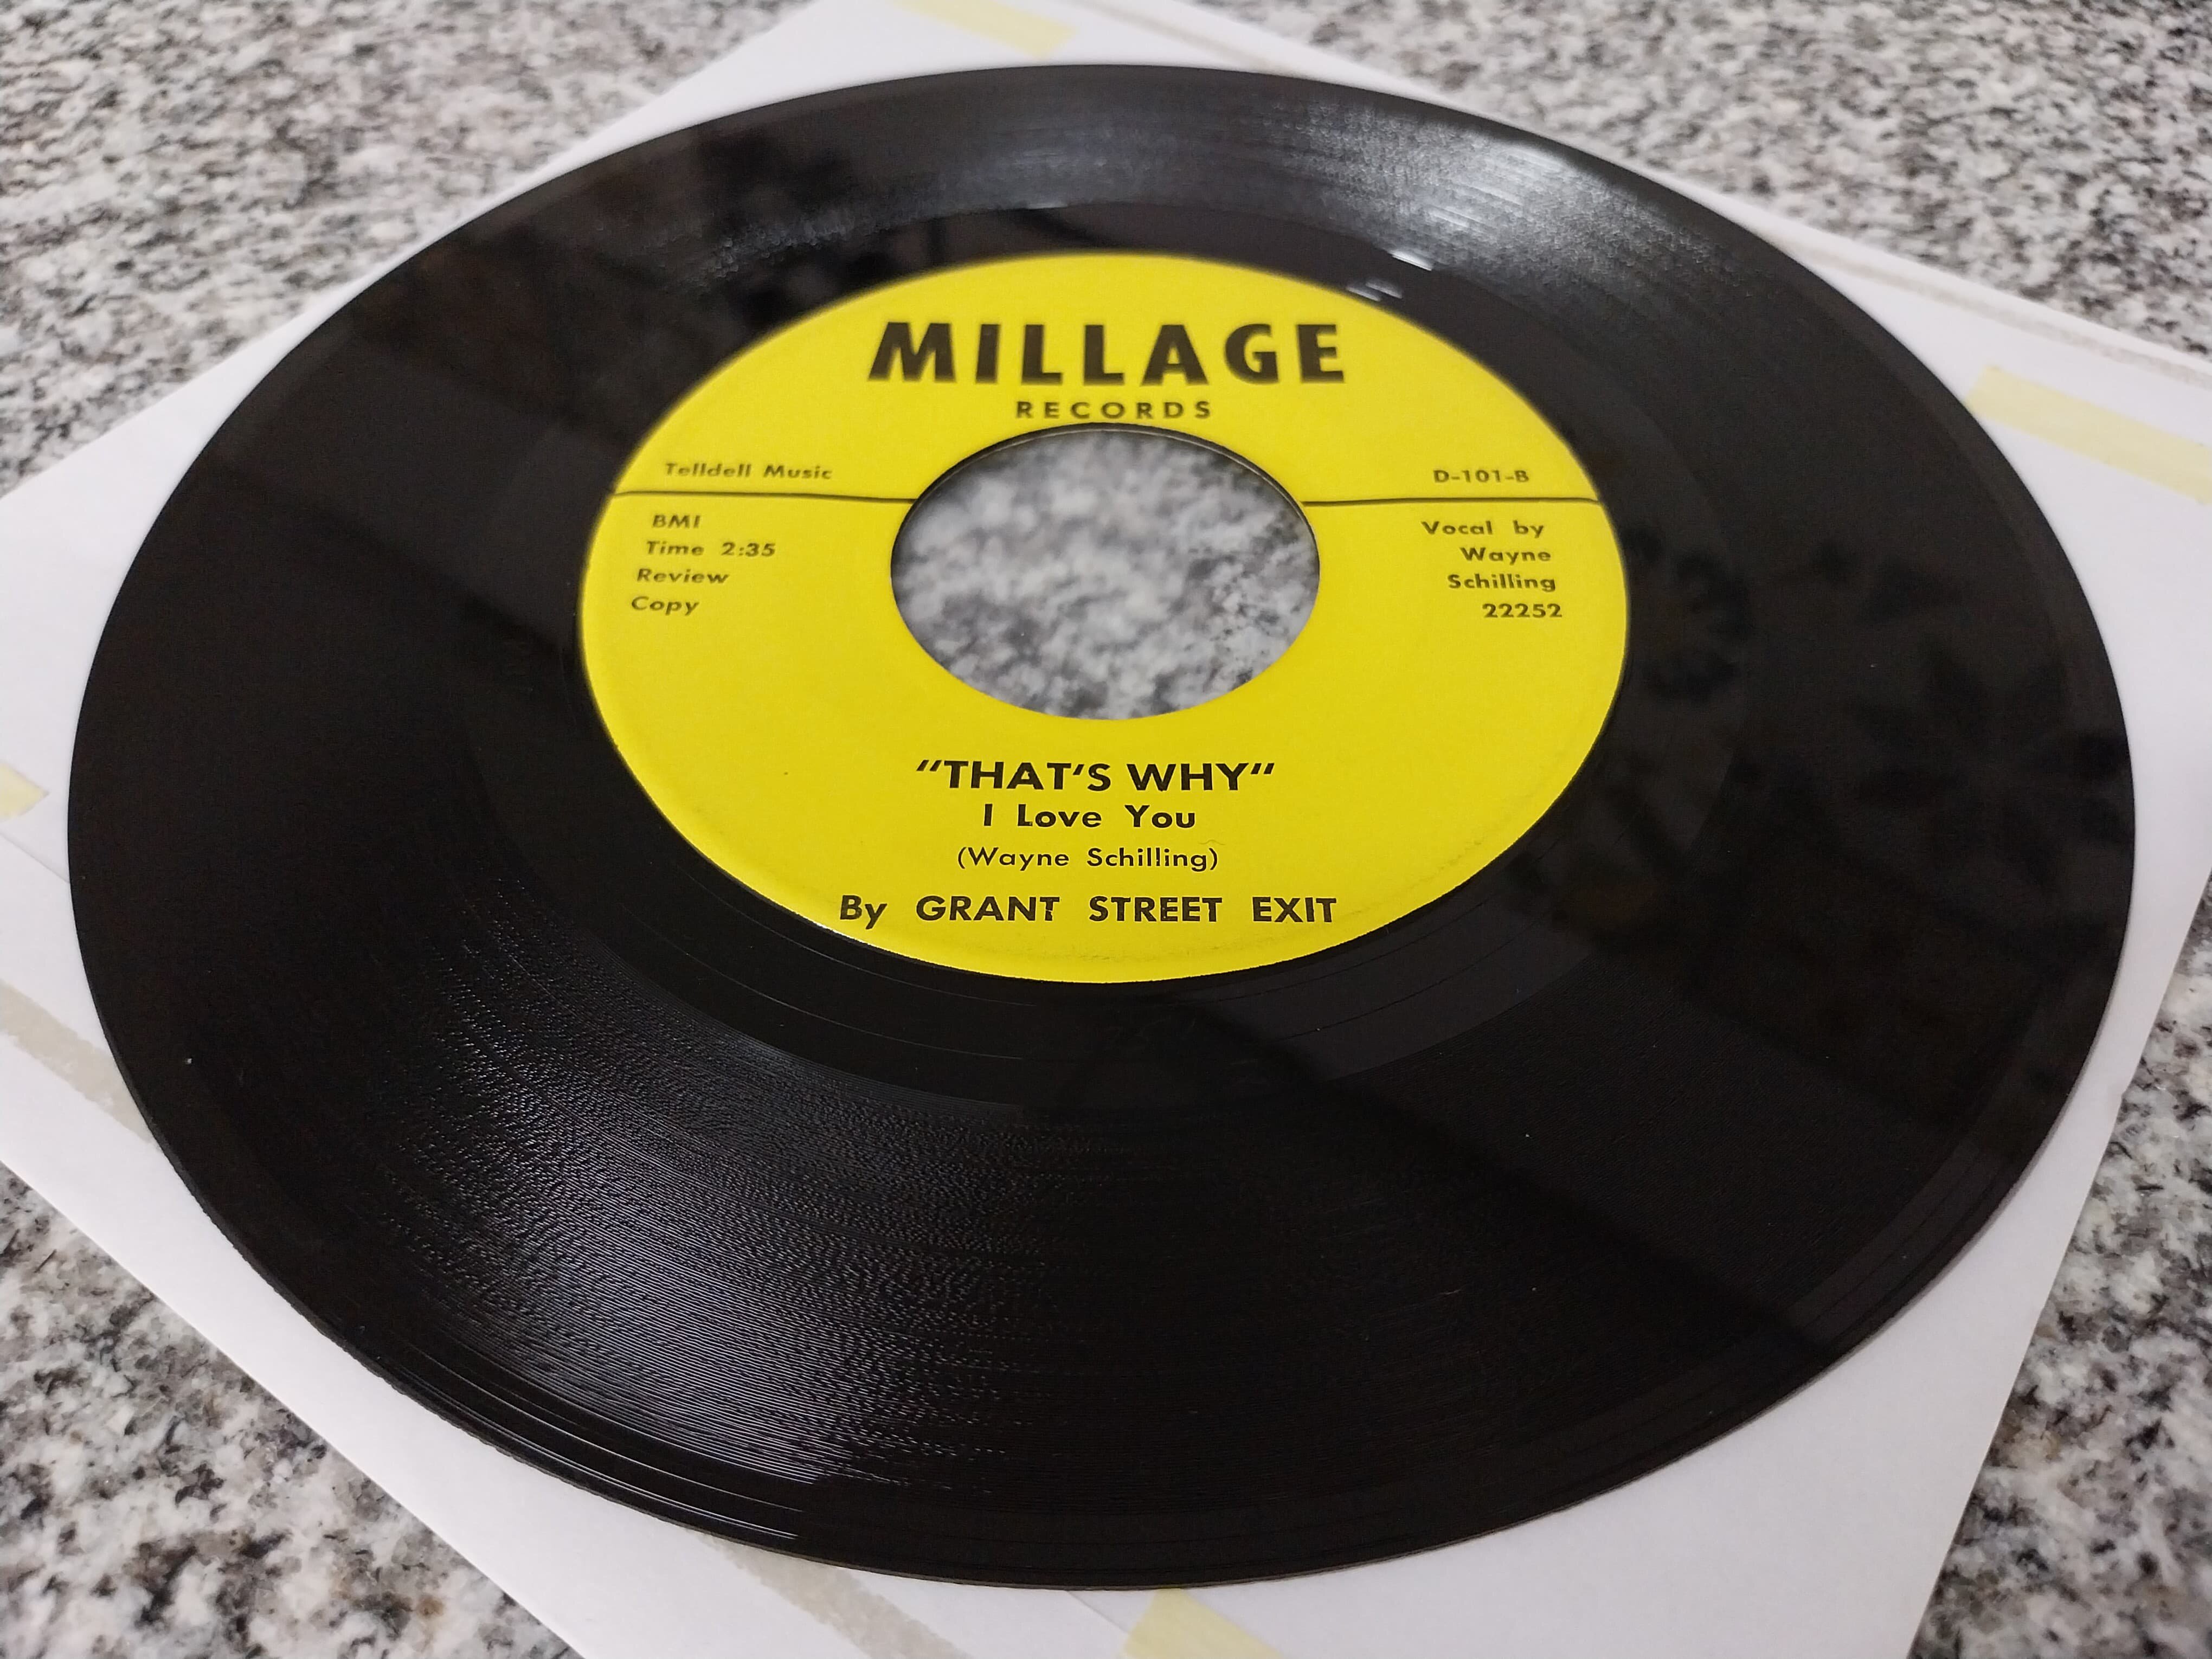 MILLAGE
RECORDS
Telldell Music
D-101-B
BMI
Time 2:35
Review
Copy
Vocal by
Wayne
Schilling
22252
“THAT'S WHY“
I Love You
(Wayne Schilling)
By GRANT STREET EXIT